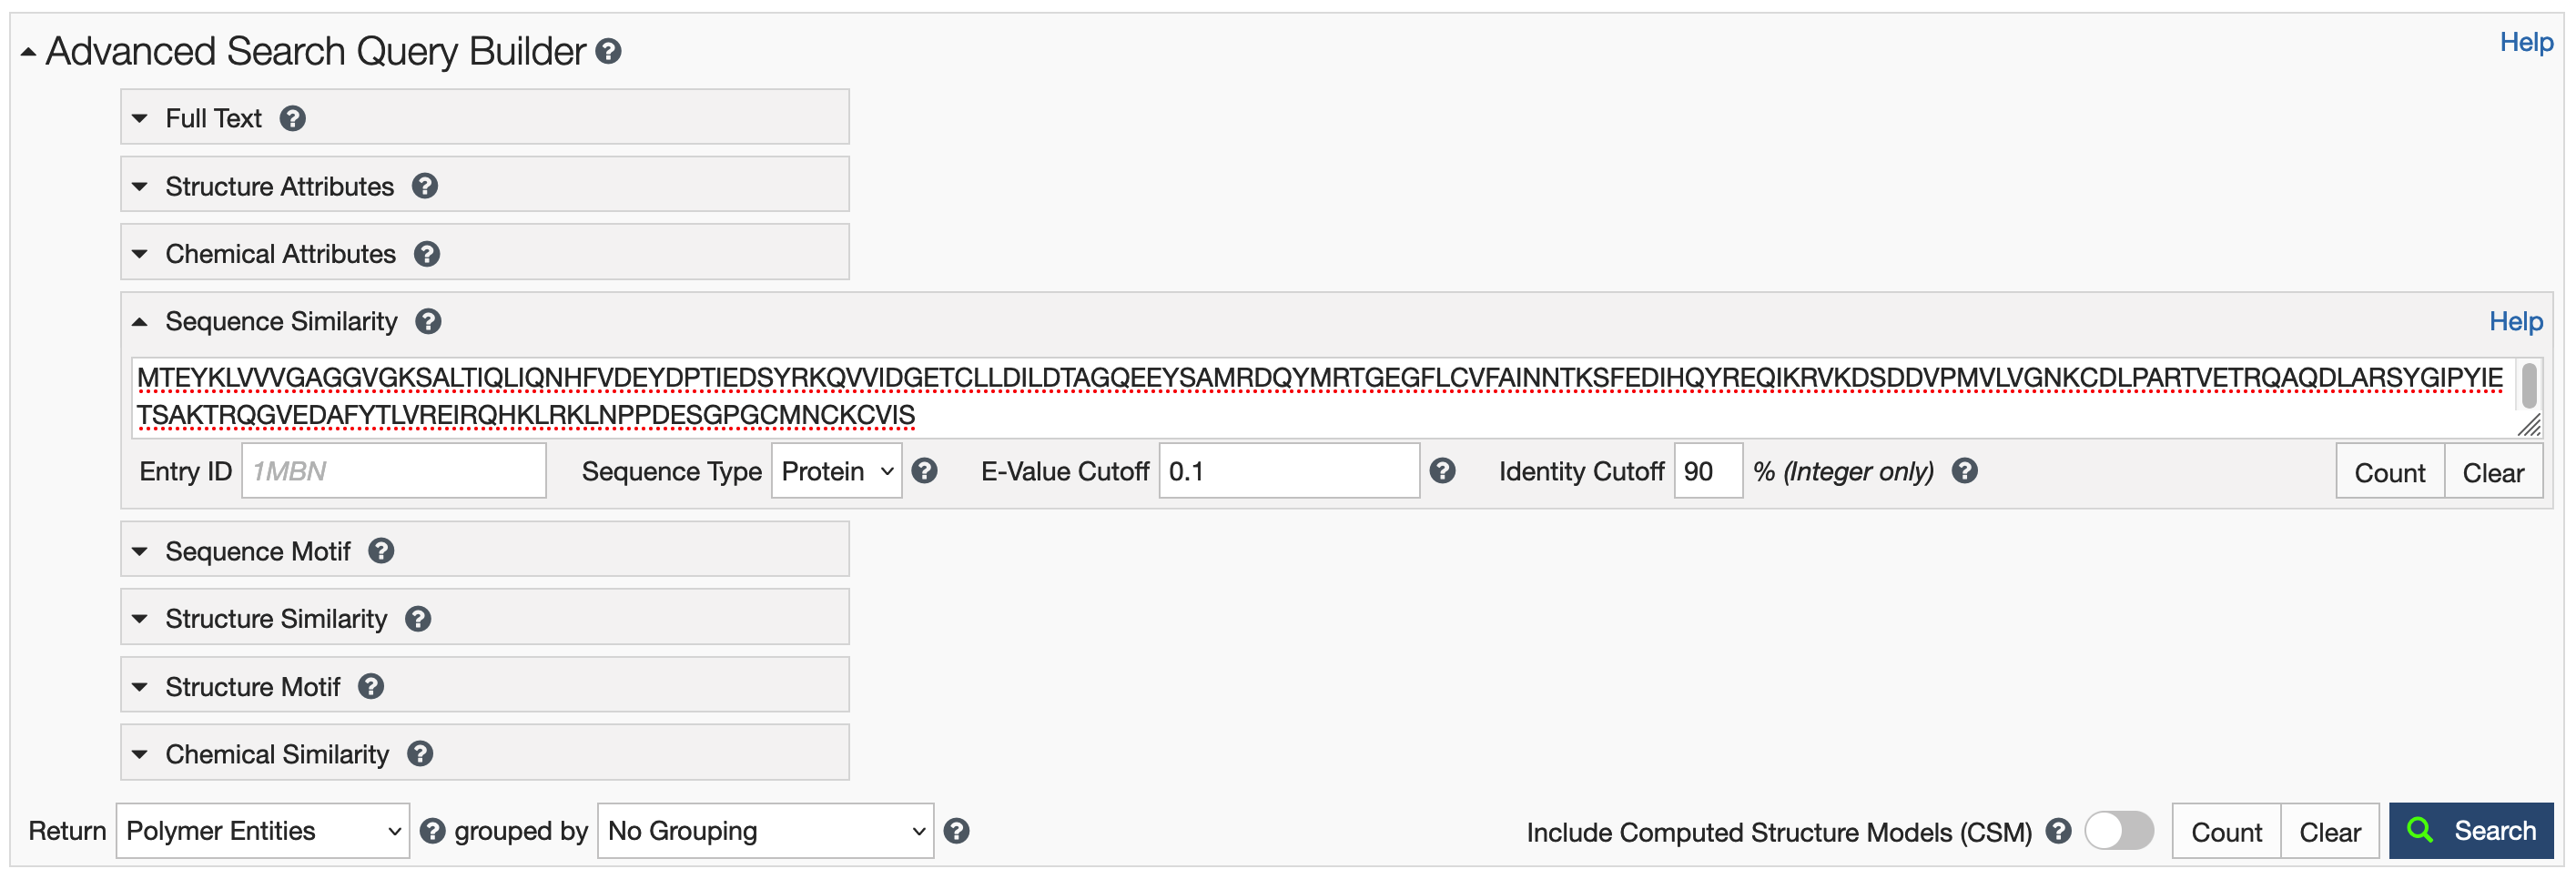 Advanced Search Query Builder ? Help
Full Text ?
Structure Attributes ?
Chemical Attributes ?
Sequence Similarity ? Help
MTEYKLVVVGAGGVGKSALTIQLIQNHFVDEYDPTIEDSYRKQVVIDGETCLLDILDTAGQEEYSAMRDQYMRTGEGFLCVFAINNTKSFEDIHQYREQIKRVKDSDDVPMVLVGNKCDLPARTVETRQAQDLARSYGIPYIE
TSAKTRQGVEDAFYTLVREIRQHKLRKLNPPDESGPGCMNCKCVIS
Entry ID 1MBN Sequence Type Protein ? E-Value Cutoff 0.1 ? Identity Cutoff 90 % (Integer only) ? Count Clear
Sequence Motif ?
Structure Similarity ?
Structure Motif ?
Chemical Similarity ?
Return Polymer Entities ? grouped by No Grouping ? Include Computed Structure Models (CSM) ? Count Clear Search